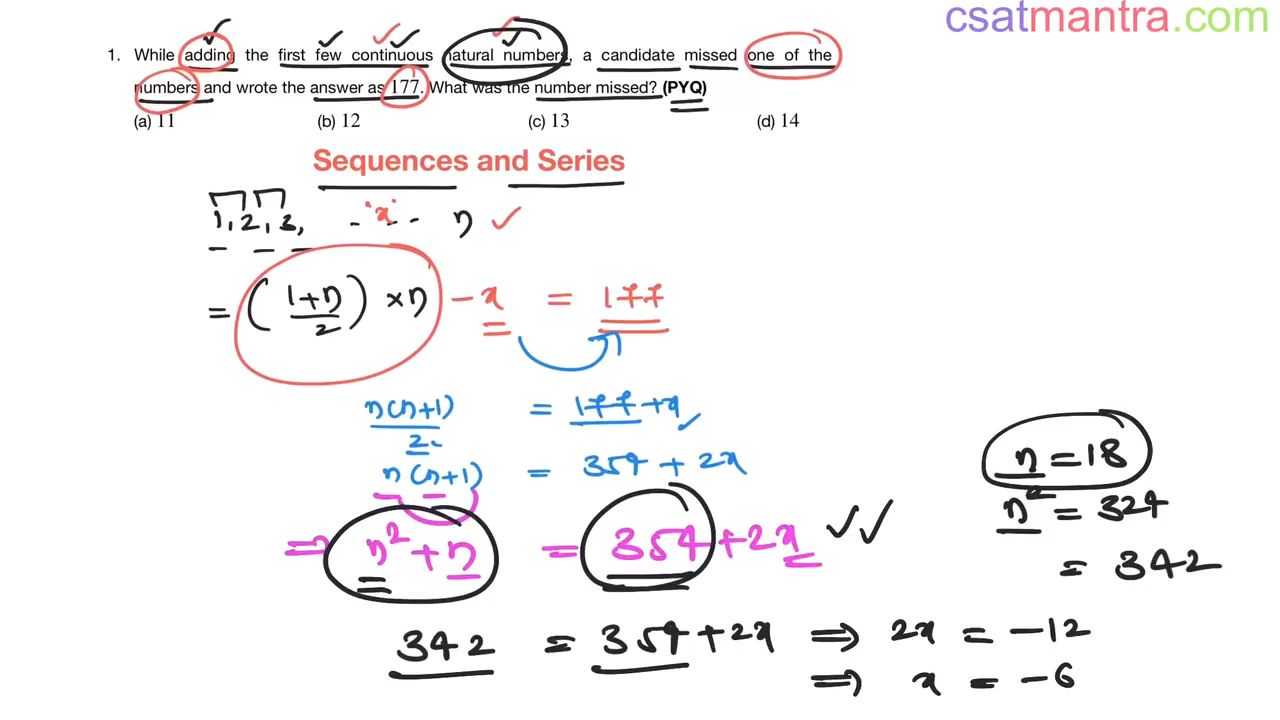 csatmantra.com
1. While adding the first few continuous natural numbers, a candidate missed one of the
numbers and wrote the answer as 177. What was the number missed? (PYQ)
(a) 11 (b) 12 (c) 13 (d) 14
Sequences and Series
1, 2, 3, - 'x' - - n
= (1+n/2) × n - x = 177
n(n+1)/2 = 177 + x
n(n+1) = 354 + 2x
n = 18
n² = 324
⇒ n² + n = 354 + 2x
= 342
342 = 354 + 2x ⇒ 2x = -12
⇒ x = -6